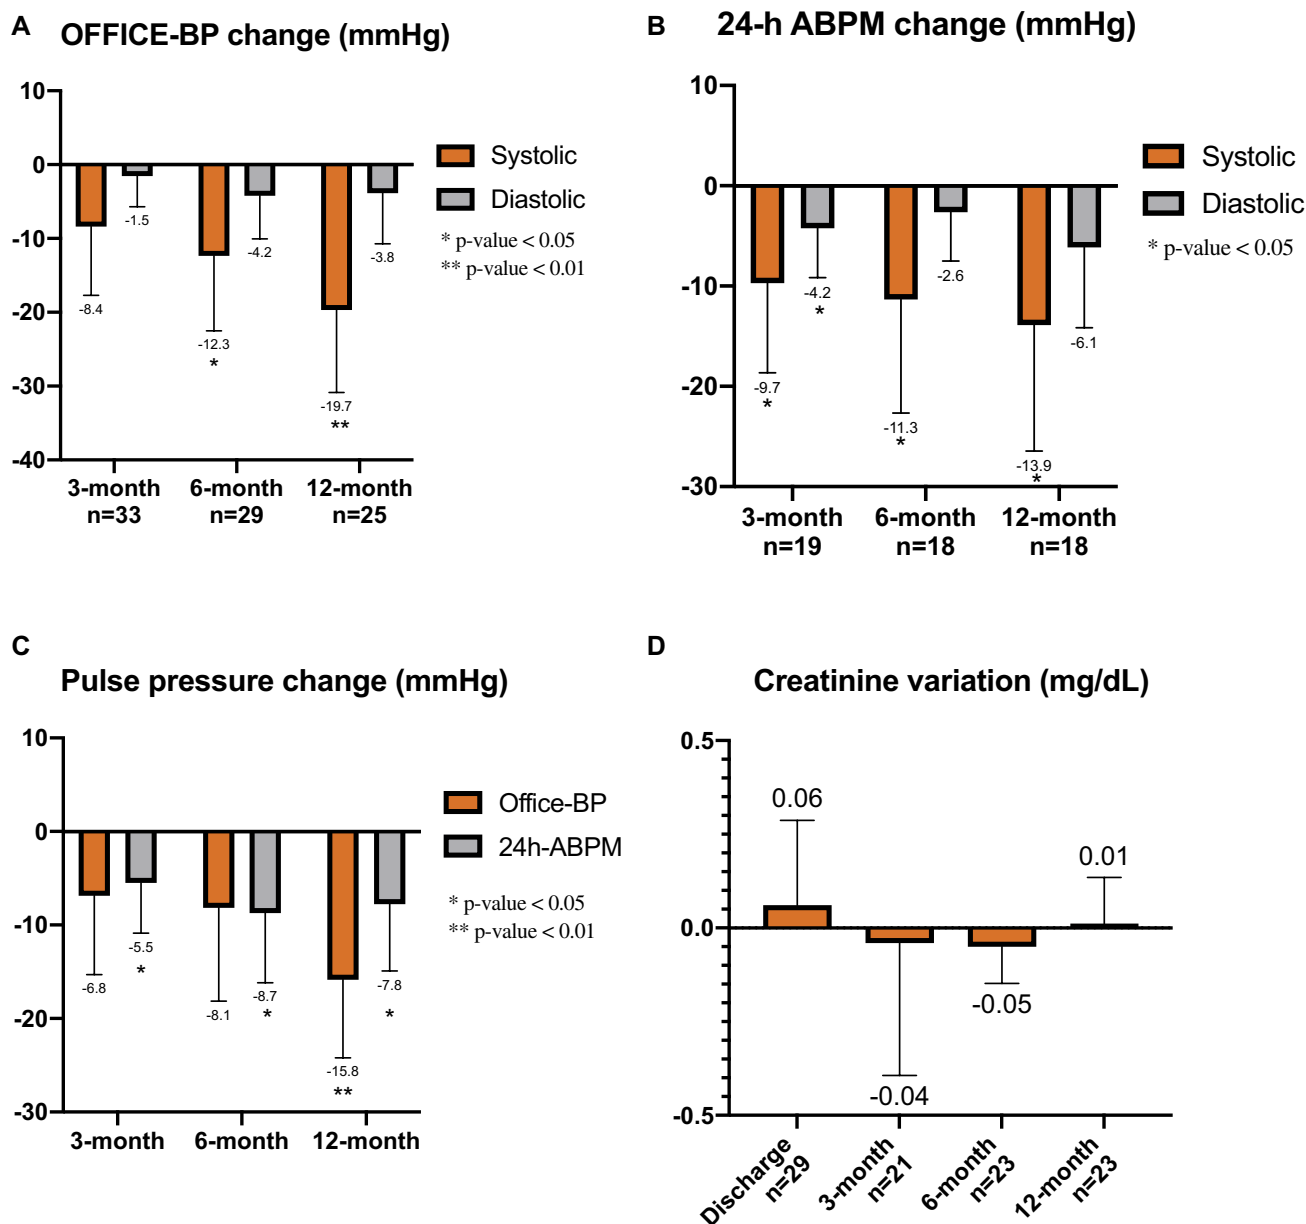 A OFFICE-BP change (mmHg)
10
0
-10
-20
-30
-40
-8.4
-1.5
-12.3
*
-4.2
-19.7
**
-3.8
3-month
n=33
6-month
n=29
12-month
n=25
Systolic
Diastolic
* p-value < 0.05
** p-value < 0.01
B 24-h ABPM change (mmHg)
10
0
-10
-20
-30
-9.7
*
-4.2
*
-11.3
*
-2.6
-13.9
*
-6.1
3-month
n=19
6-month
n=18
12-month
n=18
Systolic
Diastolic
* p-value < 0.05
C
Pulse pressure change (mmHg)
10
0
-10
-20
-30
-6.8
-5.5
*
-8.1
-8.7
*
-15.8
**
-7.8
*
3-month
6-month
12-month
Office-BP
24h-ABPM
* p-value < 0.05
** p-value < 0.01
D
Creatinine variation (mg/dL)
0.5
0.0
-0.5
0.06
-0.04
-0.05
0.01
Discharge
n=29
3-month
n=21
6-month
n=23
12-month
n=23